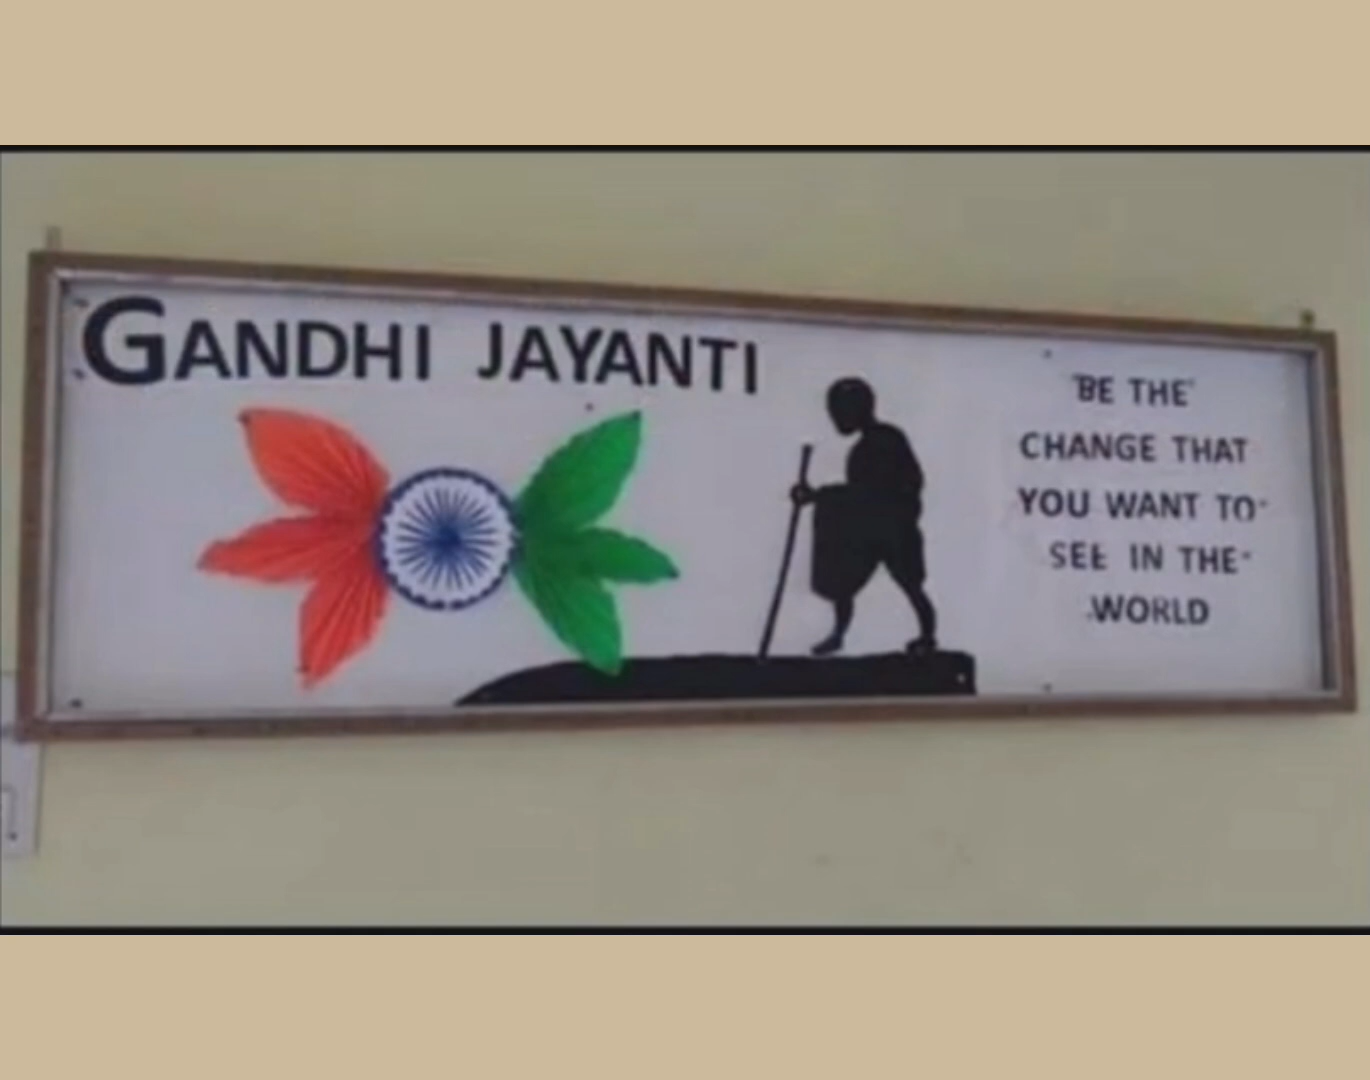 GANDHI JAYANTI
BE THE
CHANGE THAT
YOU WANT TO
SEE IN THE
WORLD